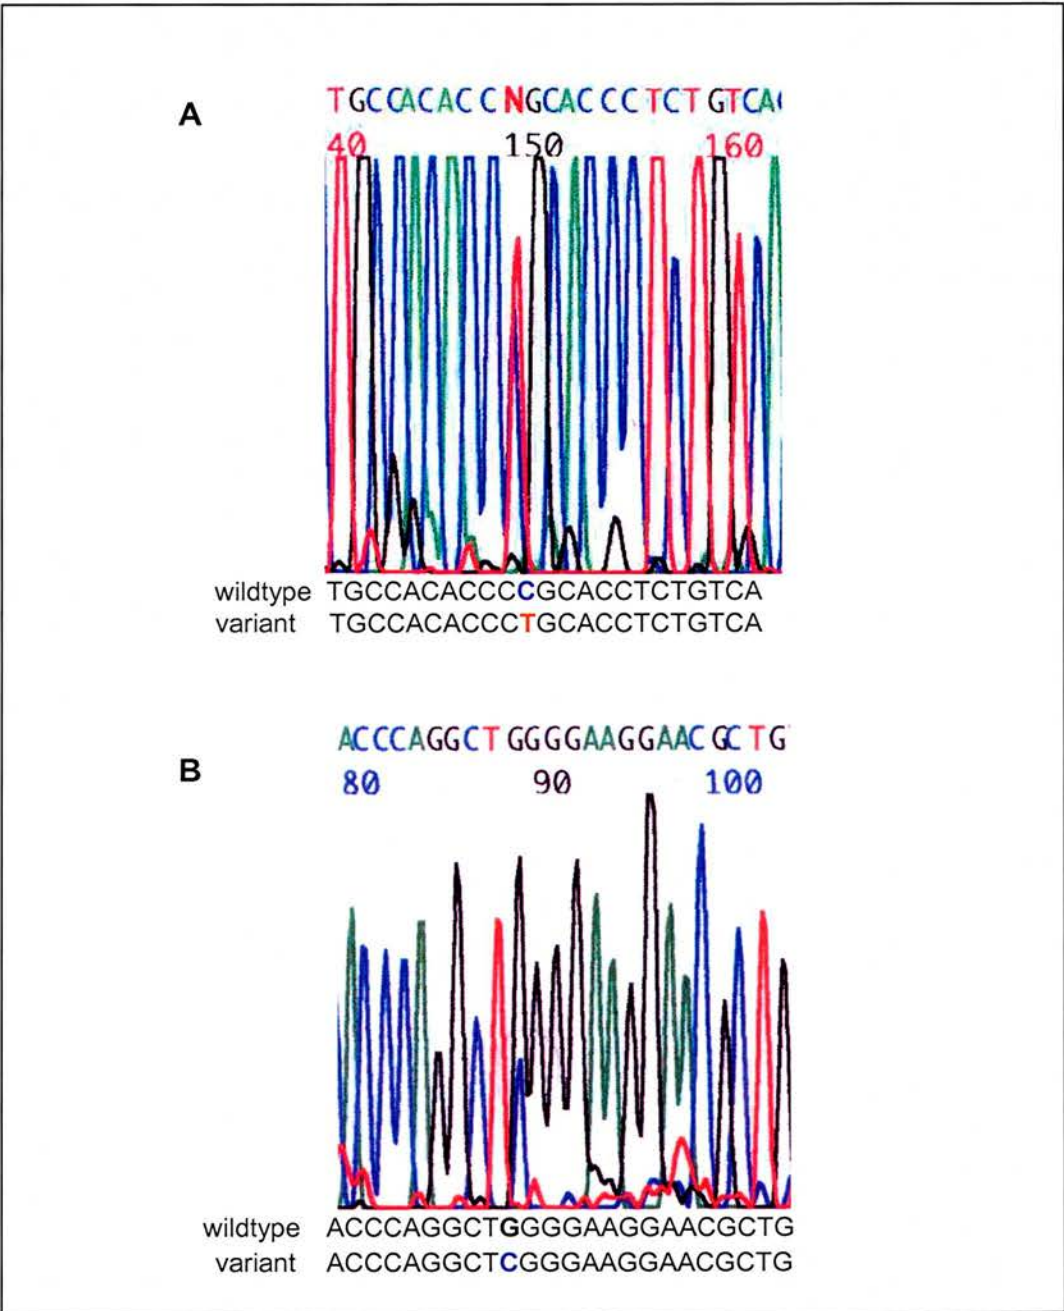 A
TGCCACACCNGCACCCTCTGTCA
40 150 160
wildtype TGCCACACCCCGCACCTCTGTCA
variant TGCCACACCCTGCACCTCTGTCA
B
ACCCAGGCTGGGGAAGGAACGCTG
80 90 100
wildtype ACCCAGGCTGGGGAAGGAACGCTG
variant ACCCAGGCTCGGGAAGGAACGCTG